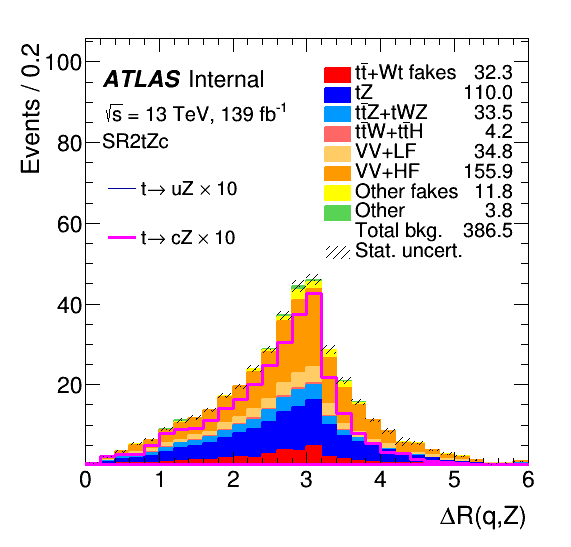 Events / 0.2
100
80
60
40
20
0 1 2 3 4 5 6
ΔR(q,Z)
ATLAS Internal
√s = 13 TeV, 139 fb⁻¹
SR2tZc
t→ uZ × 10
t→ cZ × 10
tt̄+Wt fakes 32.3
tZ 110.0
tt̄Z+tWZ 33.5
tt̄W+tt̄H 4.2
VV+LF 34.8
VV+HF 155.9
Other fakes 11.8
Other 3.8
Total bkg. 386.5
Stat. uncert.